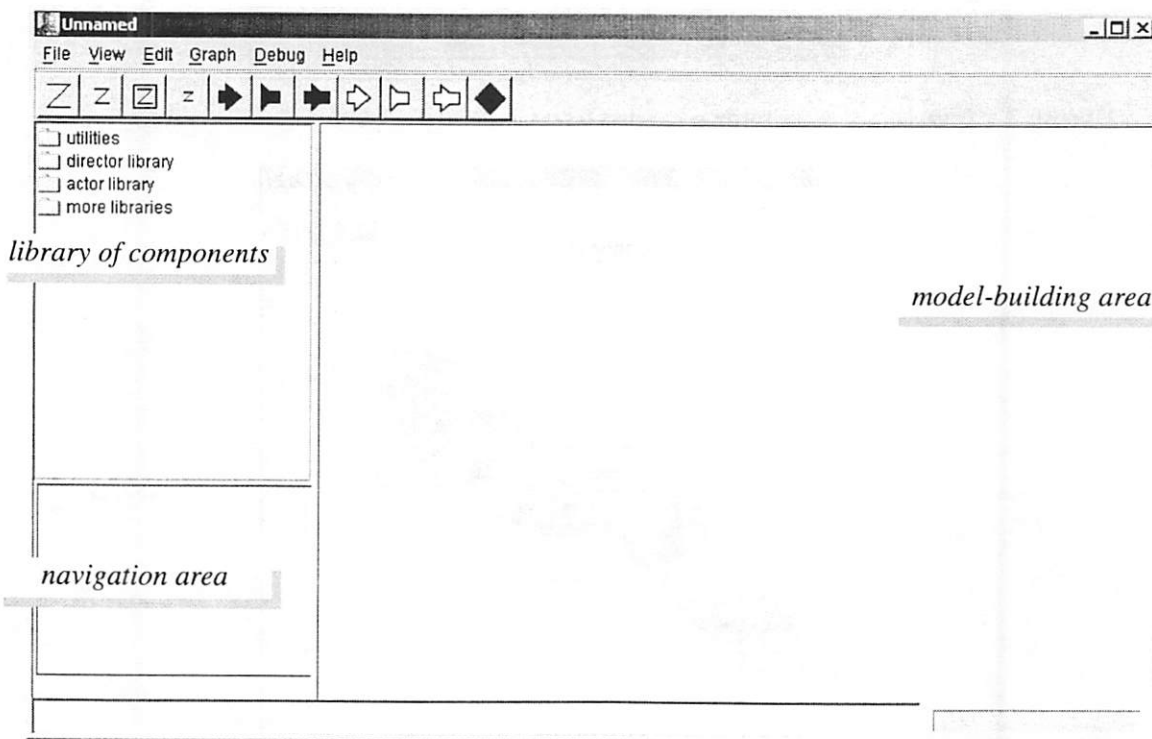 Unnamed
File View Edit Graph Debug Help
Z Z Z Z
utilities
director library
actor library
more libraries
library of components
model-building area
navigation area